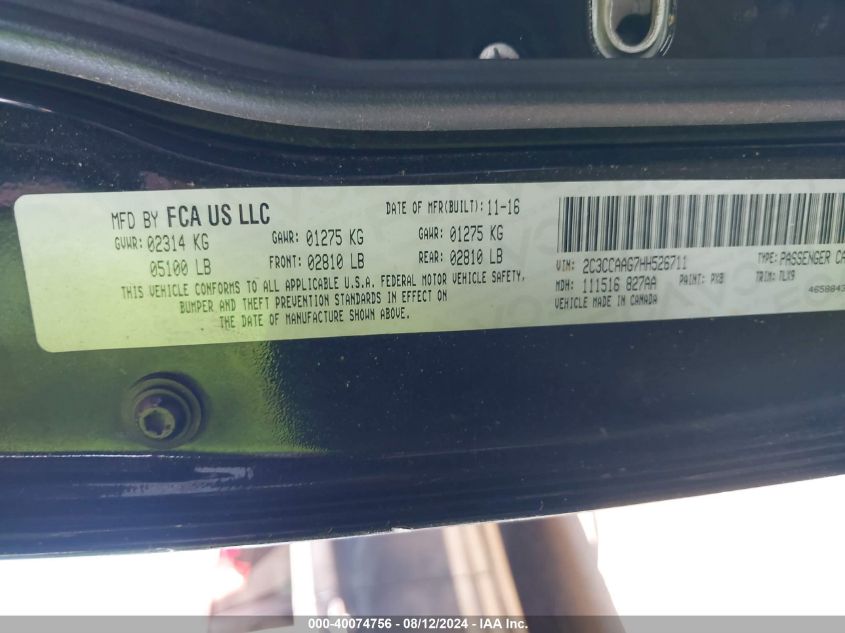 MFD BY FCA US LLC
DATE OF MFR(BUILT): 11-16
GVWR: 02314 KG
GAWR: 01275 KG
GAWR: 01275 KG
05100 LB
FRONT: 02810 LB
REAR: 02810 LB
THIS VEHICLE CONFORMS TO ALL APPLICABLE U.S.A. FEDERAL MOTOR VEHICLE SAFETY,
BUMPER AND THEFT PREVENTION STANDARDS IN EFFECT ON
THE DATE OF MANUFACTURE SHOWN ABOVE.
VIN: 2C3CCAAG7HH526711
TYPE: PASSENGER CA
MDH: 111516 827AA
PAINT: PX8
TRIM: TLX9
VEHICLE MADE IN CANADA
4658843
000-40074756 - 08/12/2024 - IAA Inc.